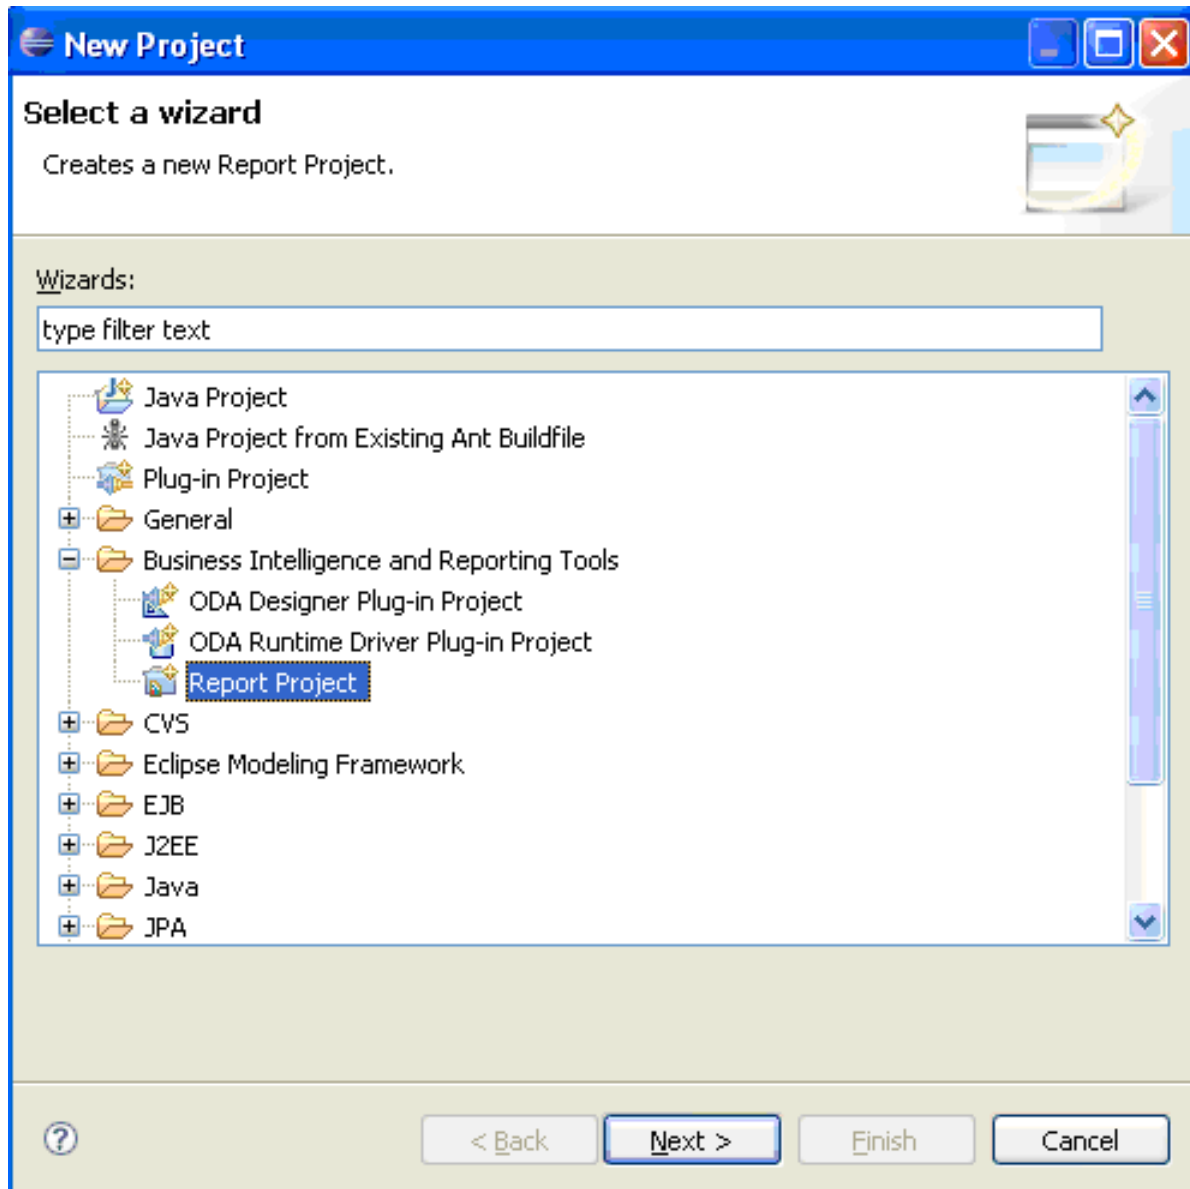 New Project
Select a wizard
Creates a new Report Project.
Wizards:
type filter text
Java Project
Java Project from Existing Ant Buildfile
Plug-in Project
General
Business Intelligence and Reporting Tools
ODA Designer Plug-in Project
ODA Runtime Driver Plug-in Project
Report Project
CVS
Eclipse Modeling Framework
EJB
J2EE
Java
JPA
< Back Next > Finish Cancel